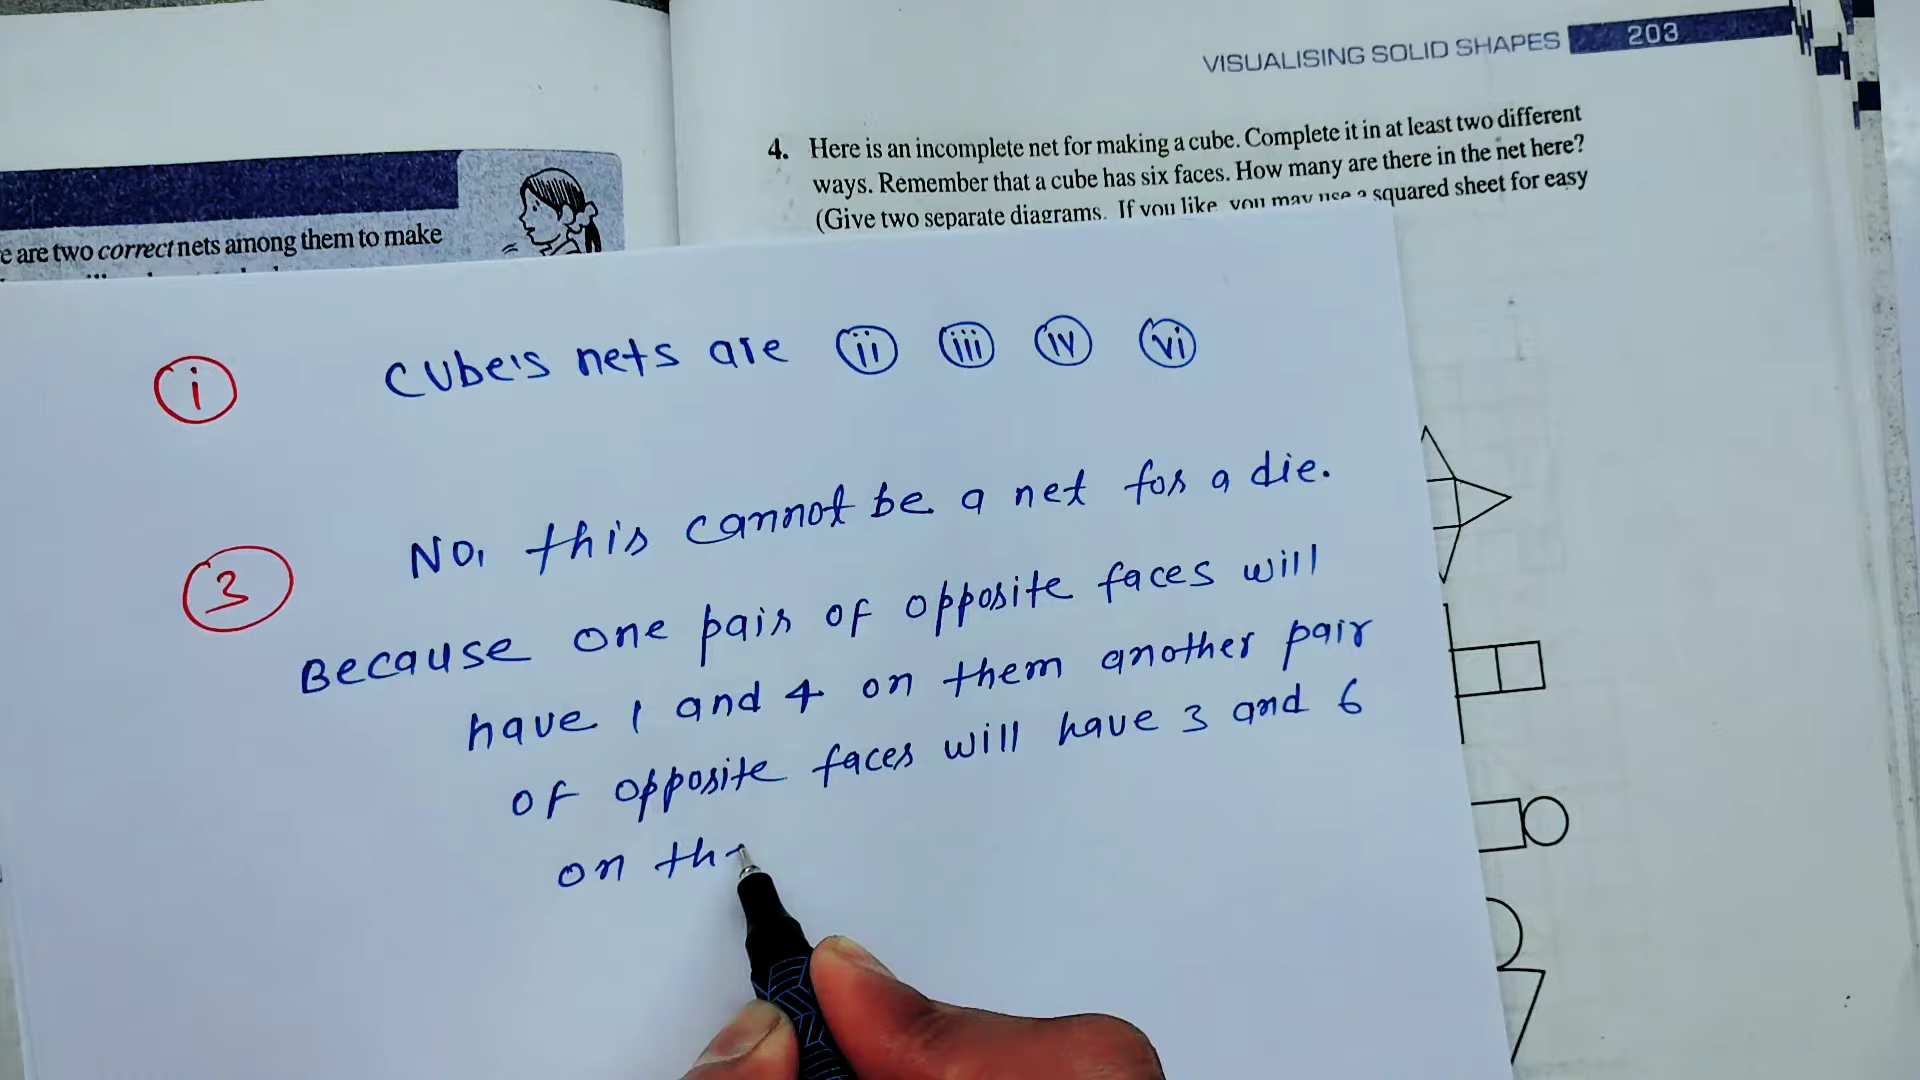 VISUALISING SOLID SHAPES 203
4. Here is an incomplete net for making a cube. Complete it in at least two different
ways. Remember that a cube has six faces. How many are there in the net here?
(Give two separate diagrams. If you like, you may use a squared sheet for easy
e are two correct nets among them to make
i Cube's nets are ii iii iv vi
3 No, this cannot be a net for a die.
Because one pair of opposite faces will
have 1 and 4 on them another pair
of opposite faces will have 3 and 6
on the